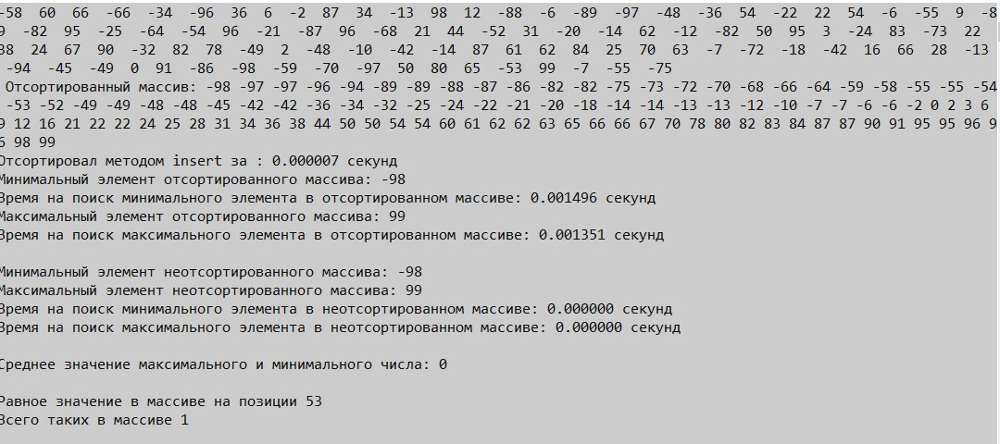 -58 60 66 -66 -34 -96 36 6 -2 87 34 -13 98 12 -88 -6 -89 -97 -48 -36 54 -22 22 54 -6 -55 9 -8
9 -82 95 -25 -64 -54 96 -21 -87 96 -68 21 44 -52 31 -20 -14 62 -12 -82 50 95 3 -24 83 -73 22
38 24 67 90 -32 82 78 -49 2 -48 -10 -42 -14 87 61 62 84 25 70 63 -7 -72 -18 -42 16 66 28 -13
-94 -45 -49 0 91 -86 -98 -59 -70 -97 50 80 65 -53 99 -7 -55 -75
Отсортированный массив: -98 -97 -97 -96 -94 -89 -89 -88 -87 -86 -82 -82 -75 -73 -72 -70 -68 -66 -64 -59 -58 -55 -55 -54
-53 -52 -49 -49 -48 -48 -45 -42 -42 -36 -34 -32 -25 -24 -22 -21 -20 -18 -14 -14 -13 -13 -12 -10 -7 -7 -6 -6 -2 0 2 3 6
9 12 16 21 22 22 24 25 28 31 34 36 38 44 50 50 54 54 60 61 62 62 63 65 66 66 67 70 78 80 82 83 84 87 87 90 91 95 95 96 9
6 98 99
Отсортировал методом insert за : 0.000007 секунд
Минимальный элемент отсортированного массива: -98
Время на поиск минимального элемента в отсортированном массиве: 0.001496 секунд
Максимальный элемент отсортированного массива: 99
Время на поиск максимального элемента в отсортированном массиве: 0.001351 секунд
Минимальный элемент неотсортированного массива: -98
Максимальный элемент неотсортированного массива: 99
Время на поиск минимального элемента в неотсортированном массиве: 0.000000 секунд
Время на поиск максимального элемента в неотсортированном массиве: 0.000000 секунд
Среднее значение максимального и минимального числа: 0
Равное значение в массиве на позиции 53
Всего таких в массиве 1